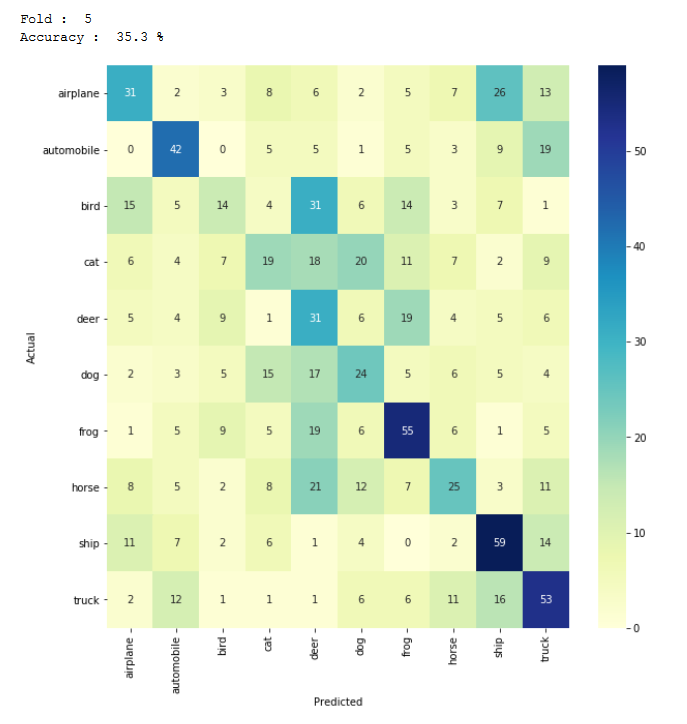 Fold :  5
Accuracy :  35.3 %
airplane 31 2 3 8 6 2 5 7 26 13
automobile 0 42 0 5 5 1 5 3 9 19
bird 15 5 14 4 31 6 14 3 7 1
cat 6 4 7 19 18 20 11 7 2 9
deer 5 4 9 1 31 6 19 4 5 6
dog 2 3 5 15 17 24 5 6 5 4
frog 1 5 9 5 19 6 55 6 1 5
horse 8 5 2 8 21 12 7 25 3 11
ship 11 7 2 6 1 4 0 2 59 14
truck 2 12 1 1 1 6 6 11 16 53
airplane automobile bird cat deer dog frog horse ship truck
Predicted
Actual
50
40
30
20
10
0